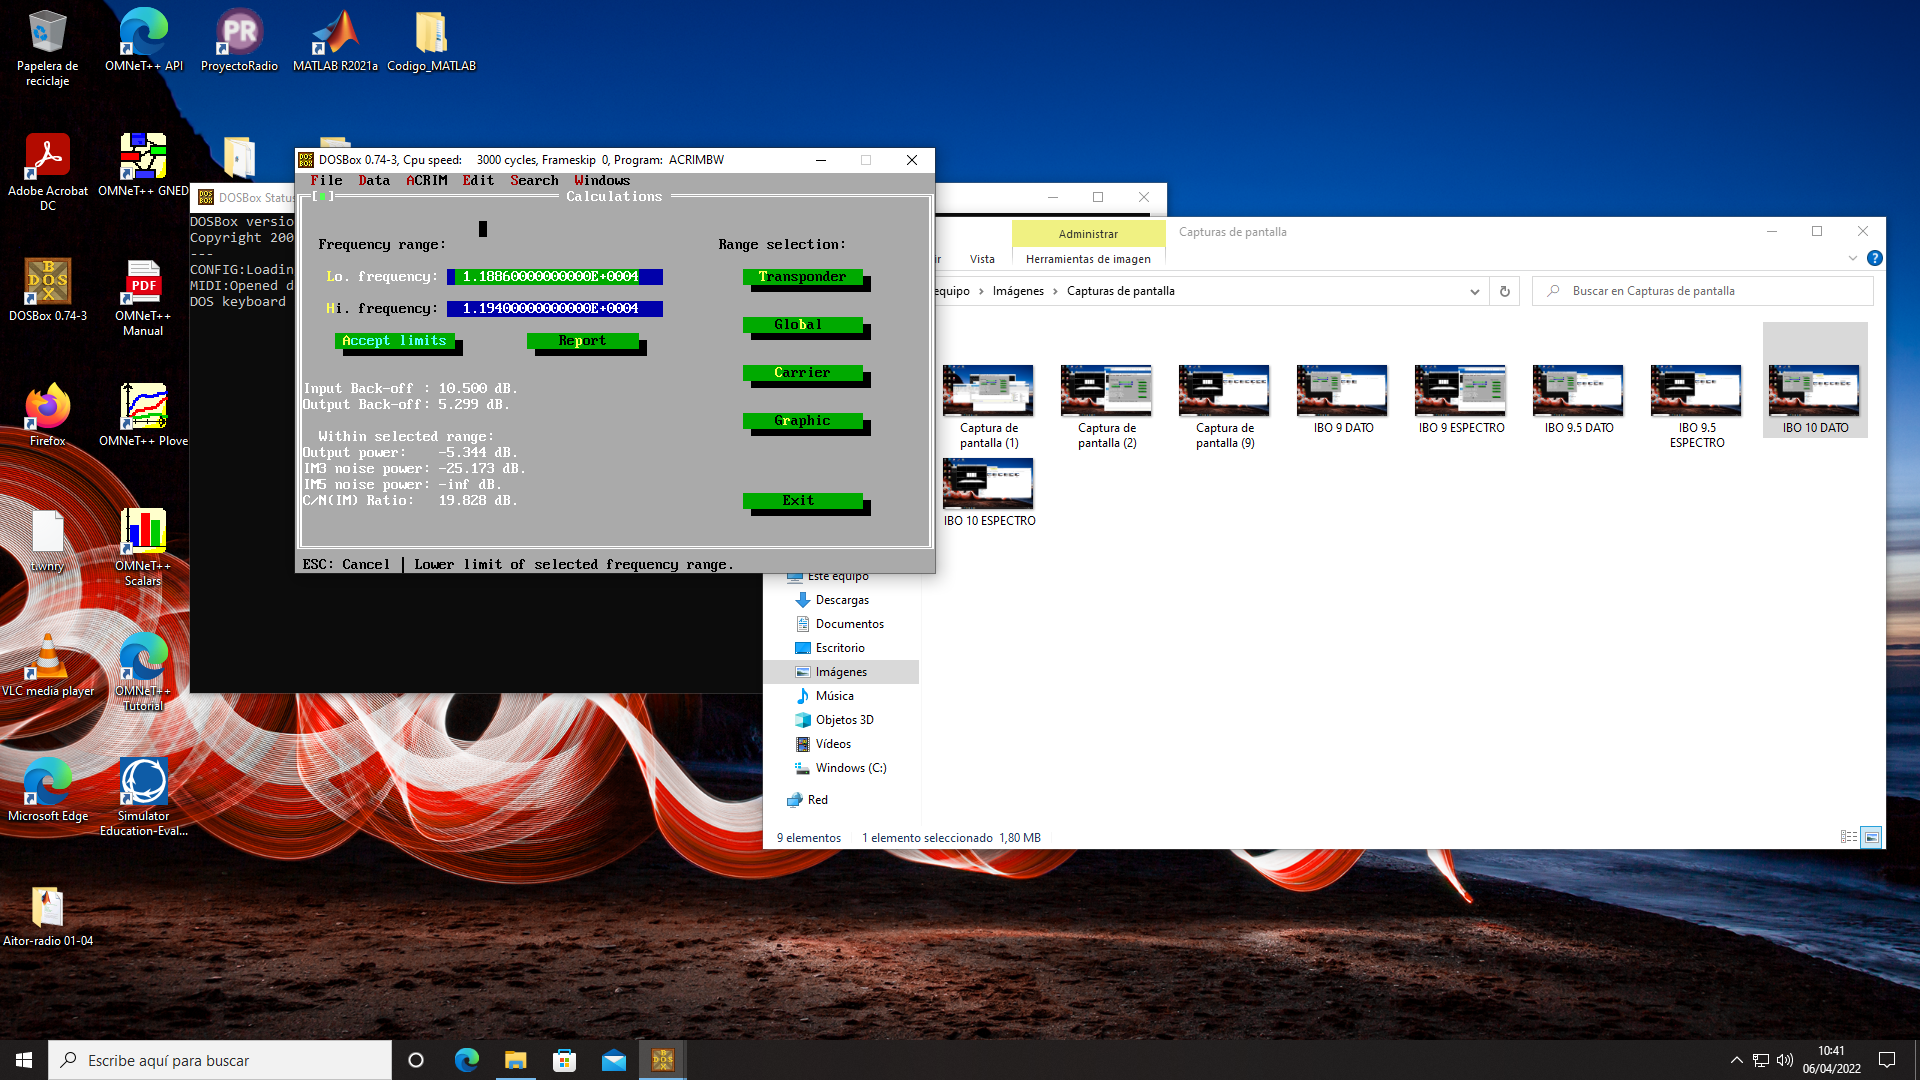 Papelera de reciclaje
OMNeT++ API
ProyectoRadio
MATLAB R2021a
Codigo_MATLAB
Adobe Acrobat DC
OMNeT++ GNED
DOSBox 0.74-3
OMNeT++ Manual
Firefox
OMNeT++ Plove
t.wnry
OMNeT++ Scalars
VLC media player
OMNeT++ Tutorial
Microsoft Edge
Simulator Education-Eval...
Aitor-radio 01-04
DOSBox Status
DOSBox versio
Copyright 200
---
CONFIG:Loadin
MIDI:Opened d
DOS keyboard
DOSBox 0.74-3, Cpu speed: 3000 cycles, Frameskip 0, Program: ACRIMBW
File Data ACRIM Edit Search Windows
Calculations
Frequency range:
Range selection:
Lo. frequency: 1.18860000000000E+0004
Transponder
Hi. frequency: 1.19400000000000E+0004
Global
Accept limits
Report
Carrier
Input Back-off : 10.500 dB.
Output Back-off: 5.299 dB.
Graphic
Within selected range:
Output power: -5.344 dB.
IM3 noise power: -25.173 dB.
IM5 noise power: -inf dB.
C/N(IM) Ratio: 19.828 dB.
Exit
ESC: Cancel | Lower limit of selected frequency range.
Administrar
Capturas de pantalla
ir
Vista
Herramientas de imagen
equipo > Imágenes > Capturas de pantalla
Buscar en Capturas de pantalla
Captura de pantalla (1)
Captura de pantalla (2)
Captura de pantalla (9)
IBO 9 DATO
IBO 9 ESPECTRO
IBO 9.5 DATO
IBO 9.5 ESPECTRO
IBO 10 DATO
IBO 10 ESPECTRO
Este equipo
Descargas
Documentos
Escritorio
Imágenes
Música
Objetos 3D
Vídeos
Windows (C:)
Red
9 elementos
1 elemento seleccionado 1,80 MB
Escribe aquí para buscar
10:41
06/04/2022